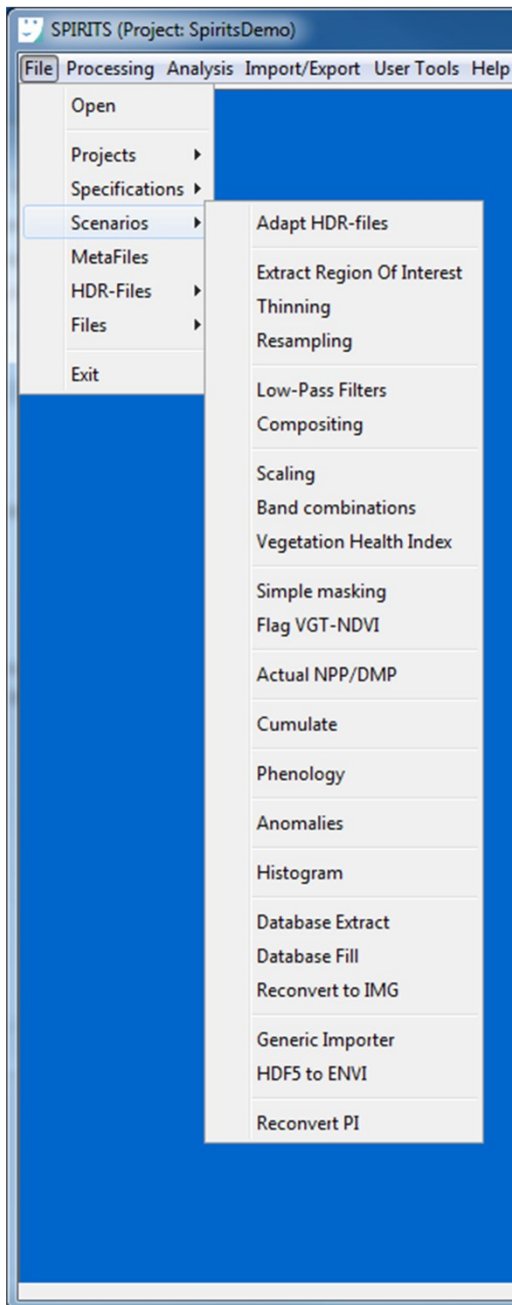 SPIRITS (Project: SpiritsDemo)
File Processing Analysis Import/Export User Tools Help
Open
Projects
Specifications
Scenarios
MetaFiles
HDR-Files
Files
Exit
Adapt HDR-files
Extract Region Of Interest
Thinning
Resampling
Low-Pass Filters
Compositing
Scaling
Band combinations
Vegetation Health Index
Simple masking
Flag VGT-NDVI
Actual NPP/DMP
Cumulate
Phenology
Anomalies
Histogram
Database Extract
Database Fill
Reconvert to IMG
Generic Importer
HDF5 to ENVI
Reconvert PI